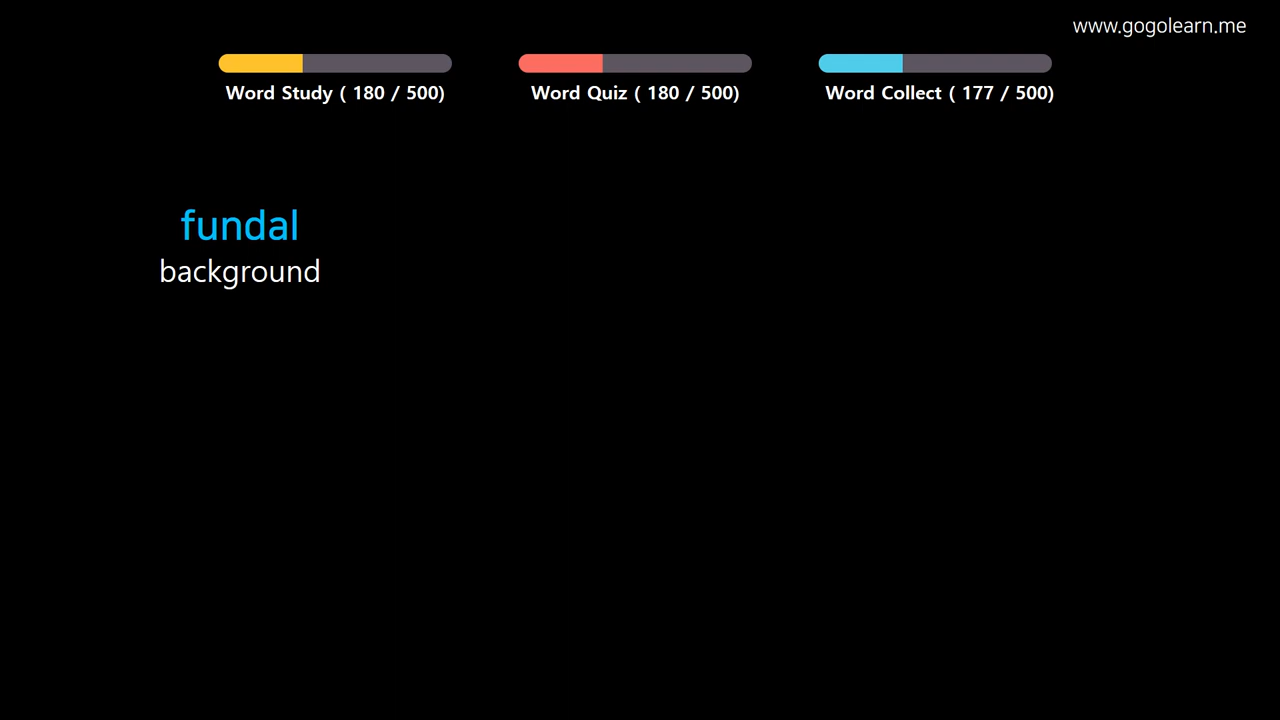 www.gogolearn.me
Word Study ( 180 / 500)
Word Quiz ( 180 / 500)
Word Collect ( 177 / 500)
fundal
background